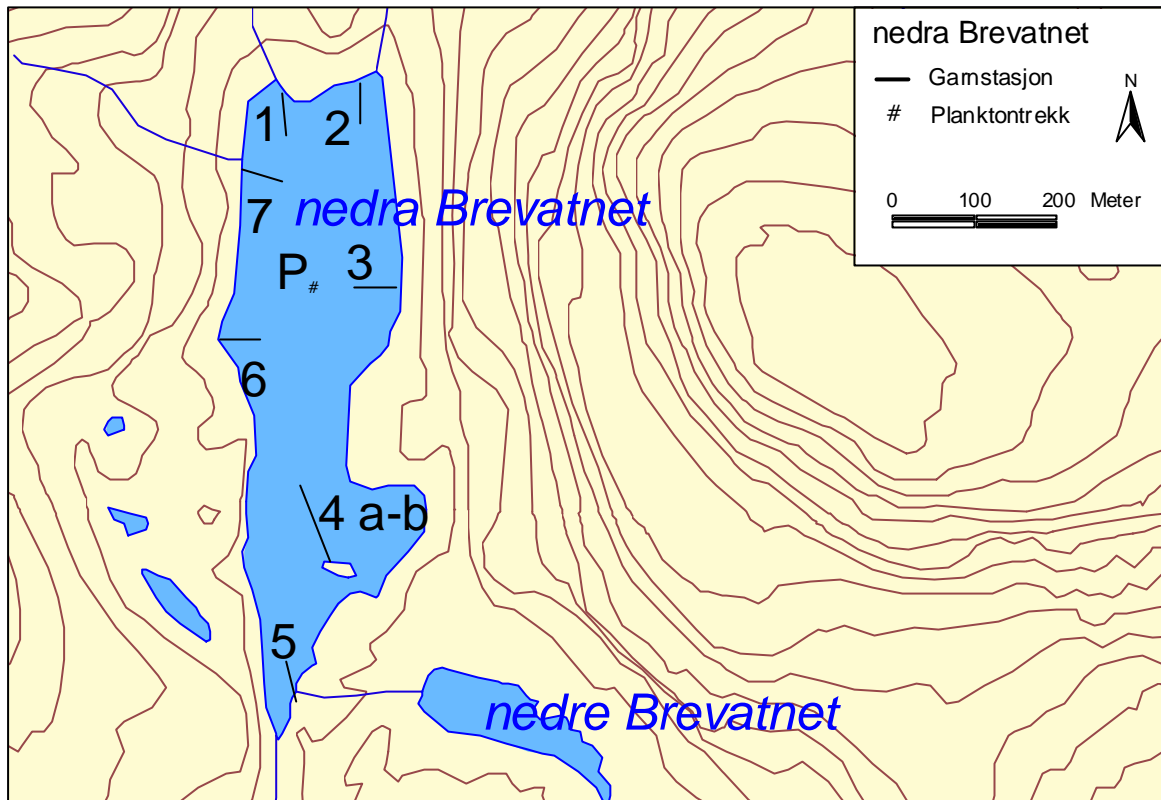 nedra Brevatnet
Garnstasjon
# Planktontrekk
N
0 100 200 Meter
1
2
7
nedra Brevatnet
P
#
3
6
4 a-b
5
nedre Brevatnet